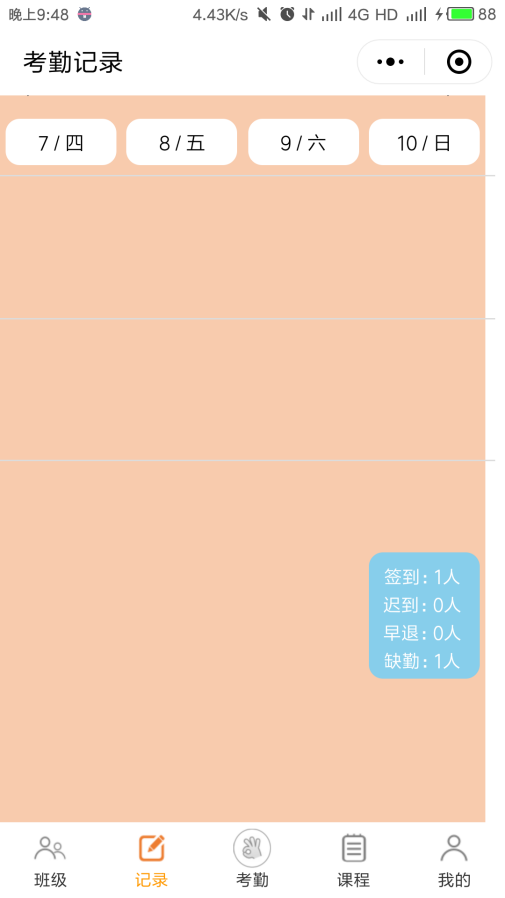 晚上9:48 4.43K/s 4G HD 88
考勤记录
7 / 四 8 / 五 9 / 六 10 / 日
签到: 1人
迟到: 0人
早退: 0人
缺勤: 1人
班级 记录 考勤 课程 我的